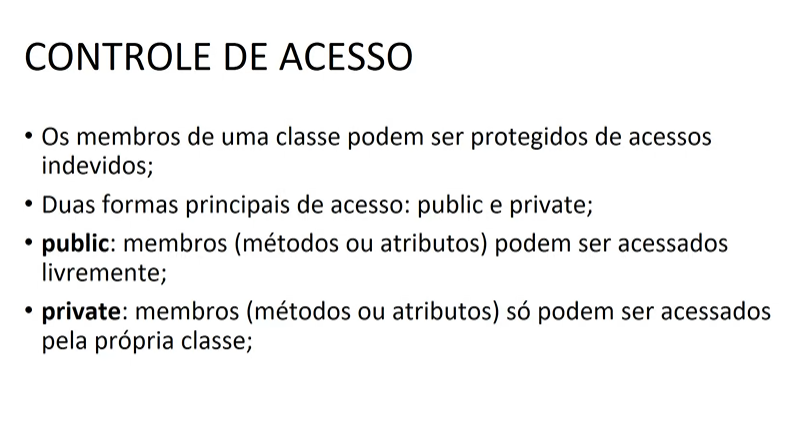 CONTROLE DE ACESSO
• Os membros de uma classe podem ser protegidos de acessos
indevidos;
• Duas formas principais de acesso: public e private;
• public: membros (métodos ou atributos) podem ser acessados
livremente;
• private: membros (métodos ou atributos) só podem ser acessados
pela própria classe;